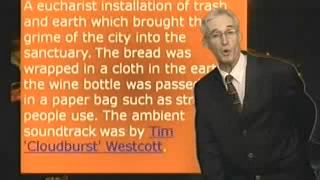 A eucharist installation of trash
and earth which brought the
grime of the city into the
sanctuary. The bread was
wrapped in a cloth in the
the wine bottle was passed
in a paper bag such as
people use. The ambient
soundtrack was by Tim
'Cloudburst' Westcott.